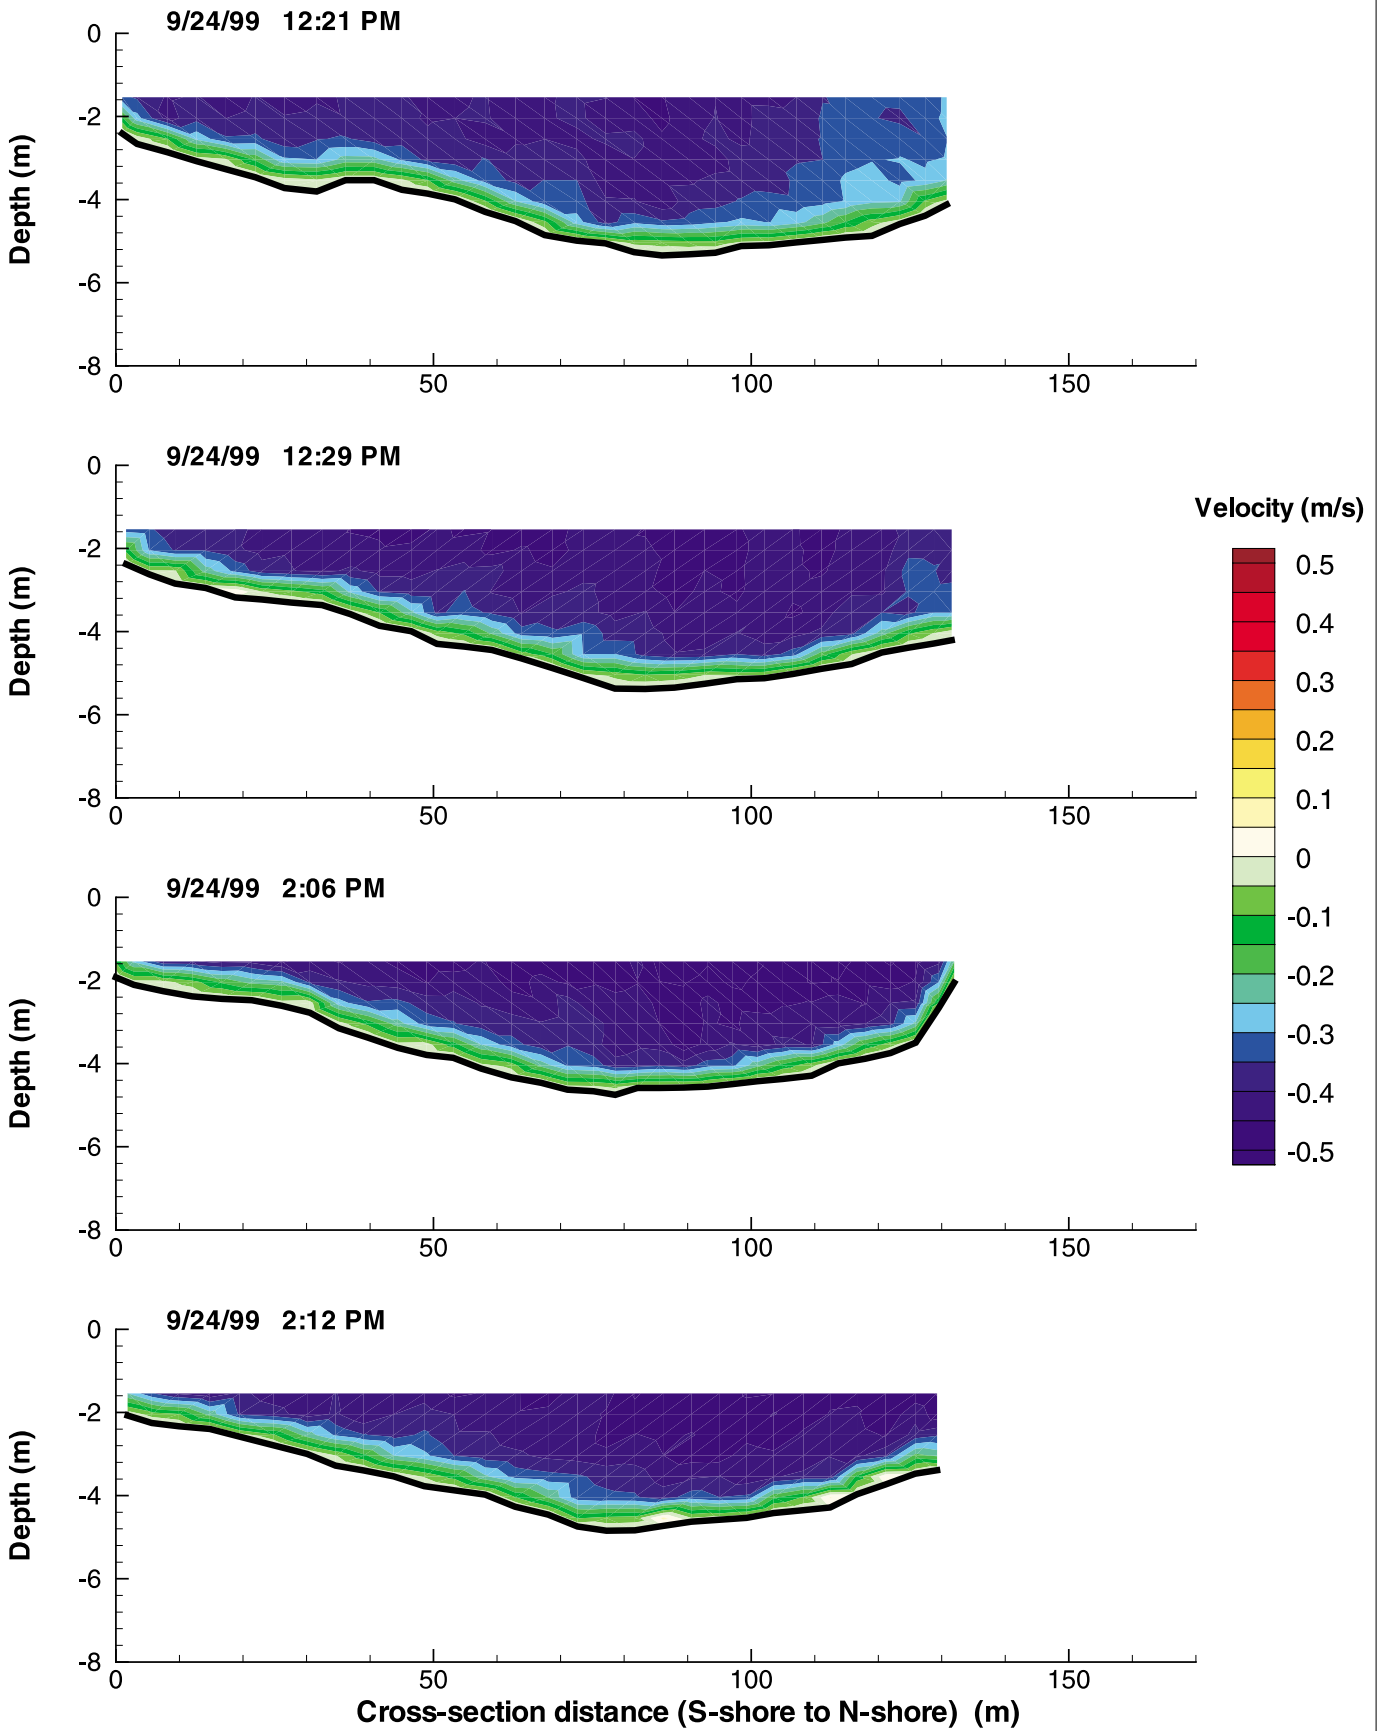 9/24/99 12:21 PM
0
-2
-4
-6
-8
Depth (m)
0 50 100 150
9/24/99 12:29 PM
0
-2
-4
-6
-8
Depth (m)
0 50 100 150
Velocity (m/s)
0.5
0.4
0.3
0.2
0.1
0
-0.1
-0.2
-0.3
-0.4
-0.5
9/24/99 2:06 PM
0
-2
-4
-6
-8
Depth (m)
0 50 100 150
9/24/99 2:12 PM
0
-2
-4
-6
-8
Depth (m)
0 50 100 150
Cross-section distance (S-shore to N-shore) (m)